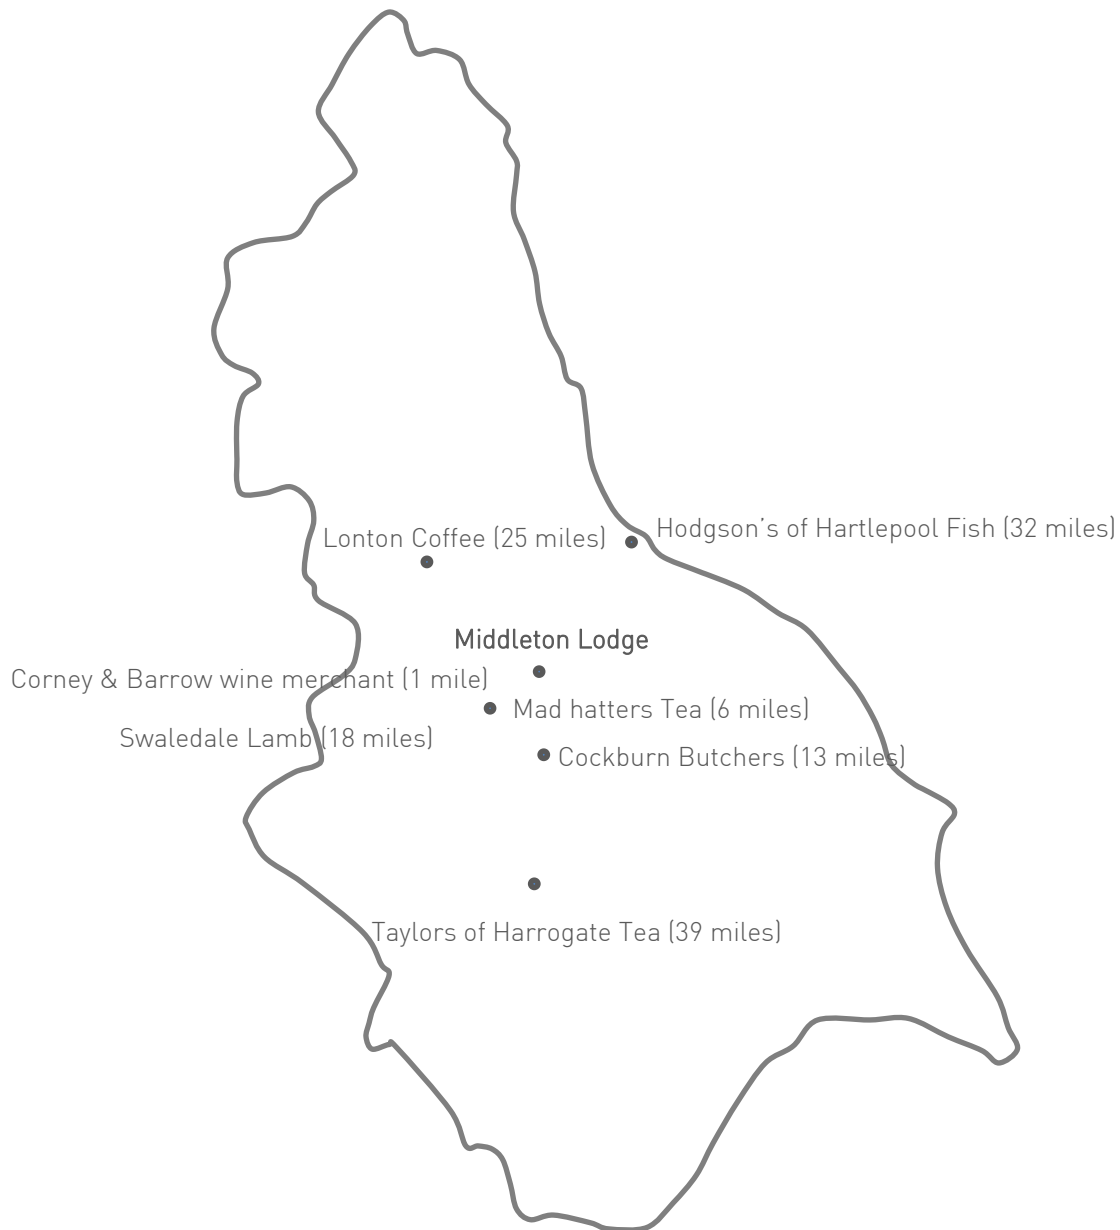 Hodgson's of Hartlepool Fish (32 miles)
Lonton Coffee (25 miles)
Middleton Lodge
Corney & Barrow wine merchant (1 mile)
Mad hatters Tea (6 miles)
Swaledale Lamb (18 miles)
Cockburn Butchers (13 miles)
Taylors of Harrogate Tea (39 miles)